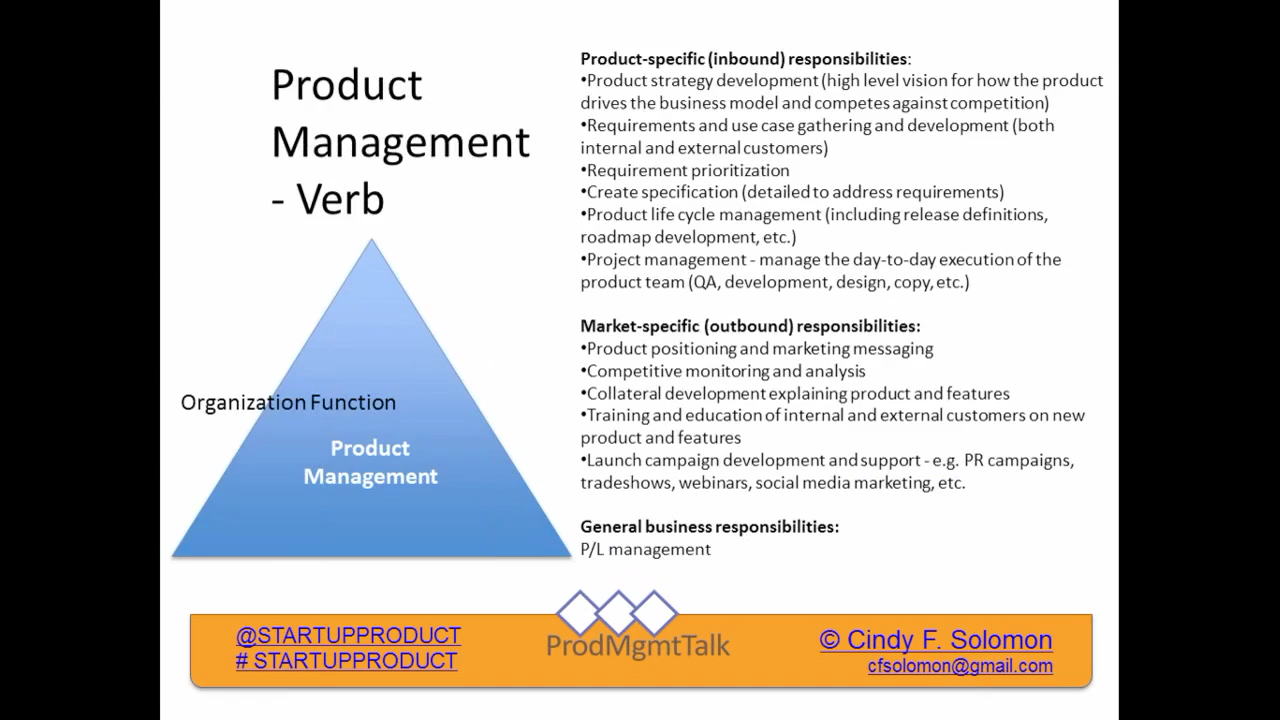 Product
Management
- Verb
Organization Function
Product
Management
Product-specific (inbound) responsibilities:
•Product strategy development (high level vision for how the product
drives the business model and competes against competition)
•Requirements and use case gathering and development (both
internal and external customers)
•Requirement prioritization
•Create specification (detailed to address requirements)
•Product life cycle management (including release definitions,
roadmap development, etc.)
•Project management - manage the day-to-day execution of the
product team (QA, development, design, copy, etc.)
Market-specific (outbound) responsibilities:
•Product positioning and marketing messaging
•Competitive monitoring and analysis
•Collateral development explaining product and features
•Training and education of internal and external customers on new
product and features
•Launch campaign development and support - e.g. PR campaigns,
tradeshows, webinars, social media marketing, etc.
General business responsibilities:
P/L management
@STARTUPPRODUCT
# STARTUPPRODUCT
ProdMgmtTalk
© Cindy F. Solomon
cfsolomon@gmail.com